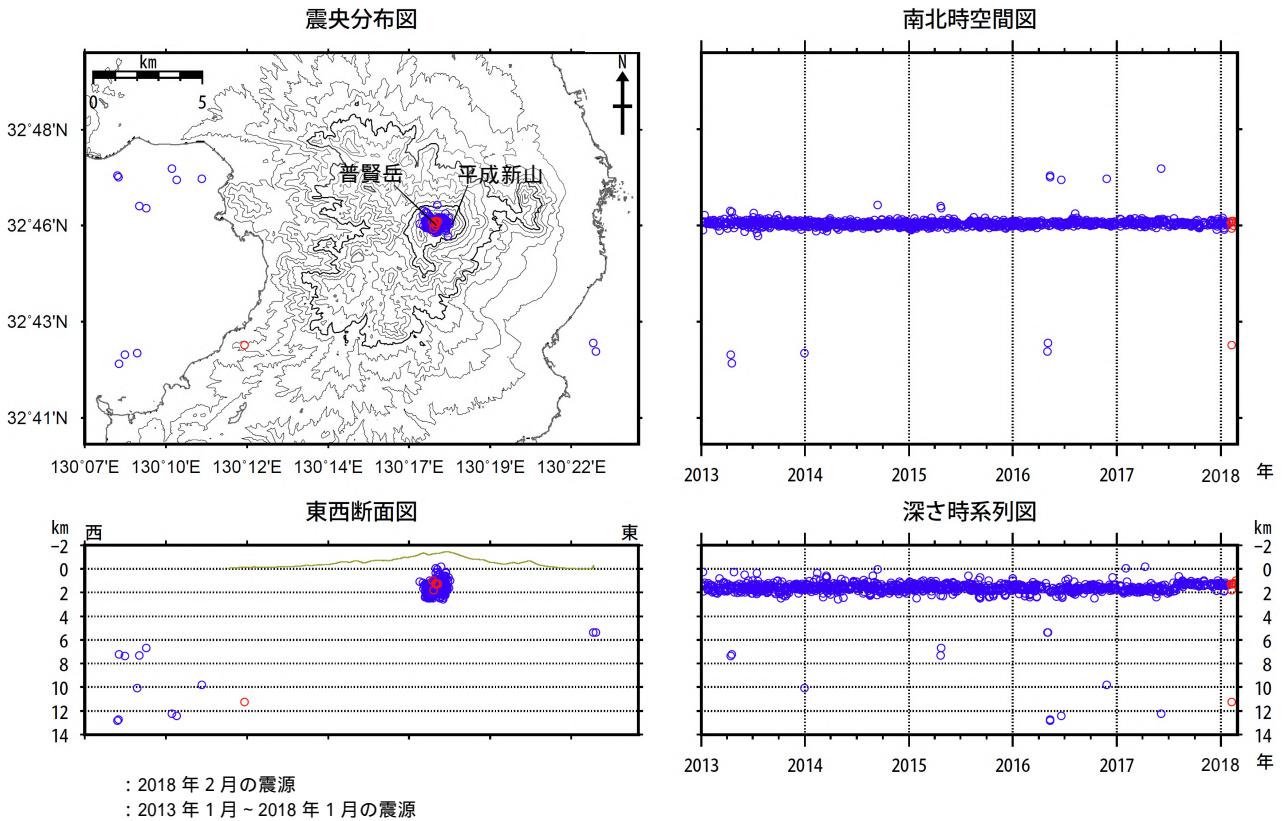 震央分布図
南北時空間図
km
0 5
N
32°48'N
32°46'N
32°43'N
32°41'N
普賢岳
平成新山
130°07'E 130°10'E 130°12'E 130°14'E 130°17'E 130°19'E 130°22'E
2013 2014 2015 2016 2017 2018 年
東西断面図
深さ時系列図
km
西
東
-2
0
2
4
6
8
10
12
14
km
-2
0
2
4
6
8
10
12
14
2013 2014 2015 2016 2017 2018 年
: 2018 年 2 月の震源
: 2013 年 1 月 ~ 2018 年 1 月の震源